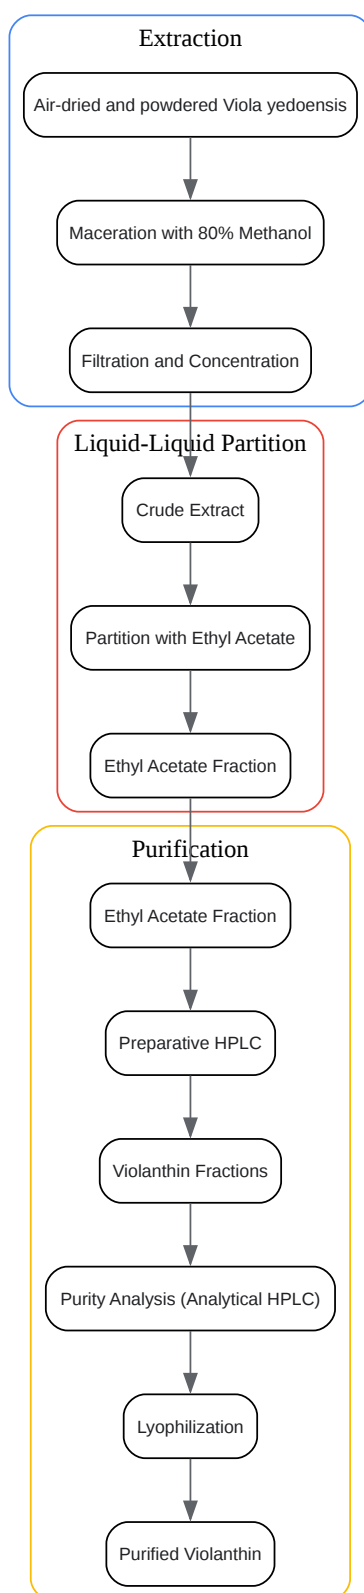 Extraction
Air-dried and powdered Viola yedoensis
Maceration with 80% Methanol
Filtration and Concentration
Liquid-Liquid Partition
Crude Extract
Partition with Ethyl Acetate
Ethyl Acetate Fraction
Purification
Ethyl Acetate Fraction
Preparative HPLC
Violanthin Fractions
Purity Analysis (Analytical HPLC)
Lyophilization
Purified Violanthin